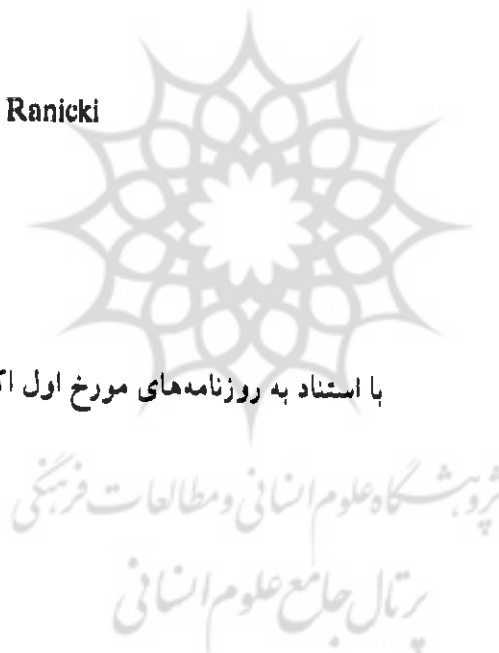 Ranicki
با استناد به روزنامه‌های مورخ اول
پژوهشگاه علوم انسانی و مطالعات فرهنگی
پرتال جامع علوم انسانی